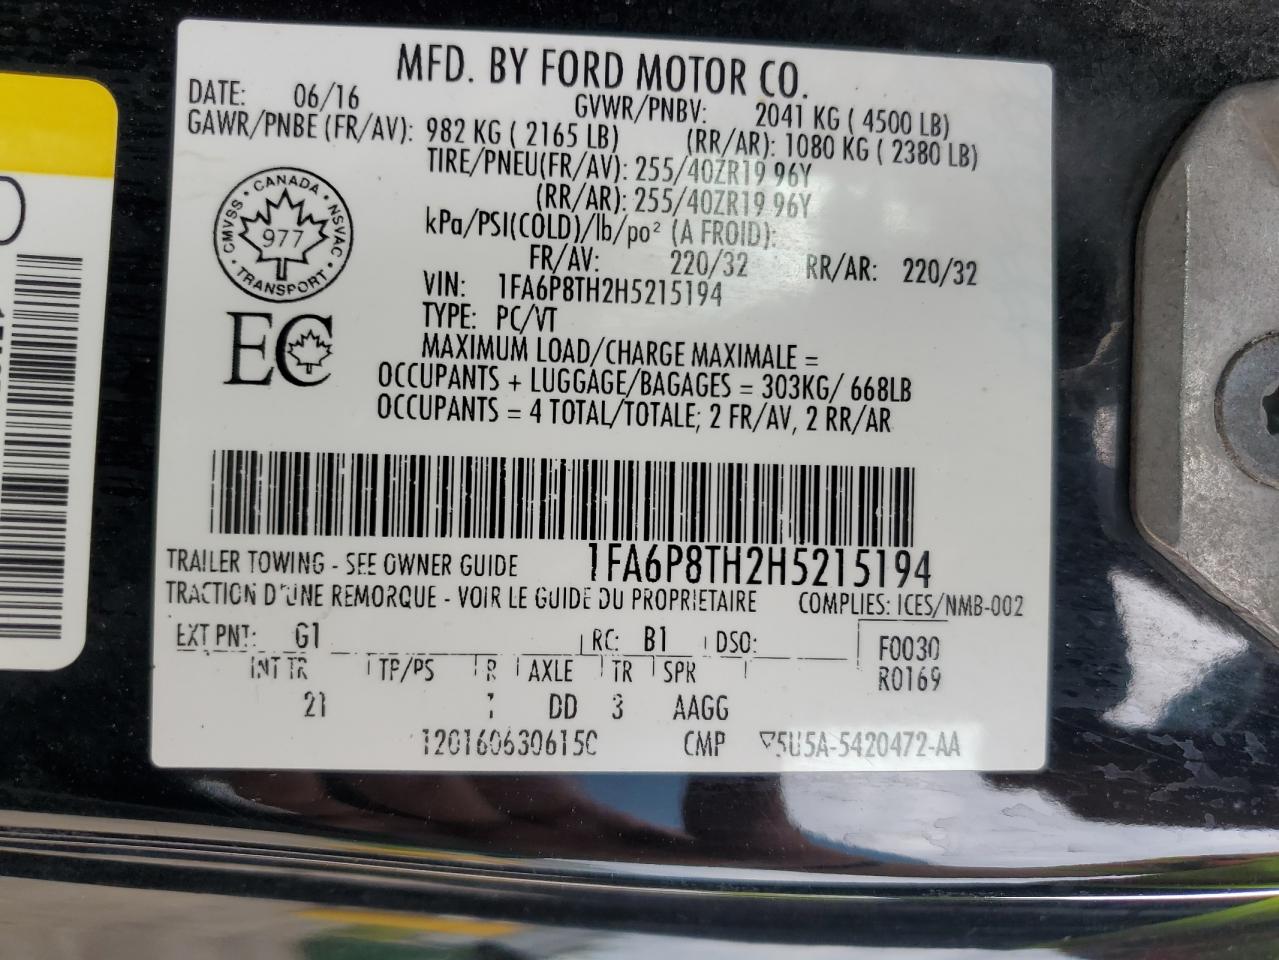 MFD. BY FORD MOTOR CO.
DATE: 06/16 GVWR/PNBV: 2041 KG ( 4500 LB)
GAWR/PNBE (FR/AV): 982 KG ( 2165 LB) (RR/AR): 1080 KG ( 2380 LB)
TIRE/PNEU(FR/AV): 255/40ZR19 96Y
(RR/AR): 255/40ZR19 96Y
kPa/PSI(COLD)/lb/po² (A FROID):
FR/AV: 220/32 RR/AR: 220/32
CANADA
CMVSS · NSVAC
977
TRANSPORT
VIN: 1FA6P8TH2H5215194
TYPE: PC/VT
EC
MAXIMUM LOAD/CHARGE MAXIMALE =
OCCUPANTS + LUGGAGE/BAGAGES = 303KG/ 668LB
OCCUPANTS = 4 TOTAL/TOTALE; 2 FR/AV, 2 RR/AR
TRAILER TOWING - SEE OWNER GUIDE 1FA6P8TH2H5215194
TRACTION D'UNE REMORQUE - VOIR LE GUIDE DU PROPRIETAIRE COMPLIES: ICES/NMB-002
EXT PNT: G1 RC: B1 DSO: F0030
INT TR TP/PS R AXLE TR SPR R0169
21 DD 3 AAGG
CMP 5U5A-5420472-AA